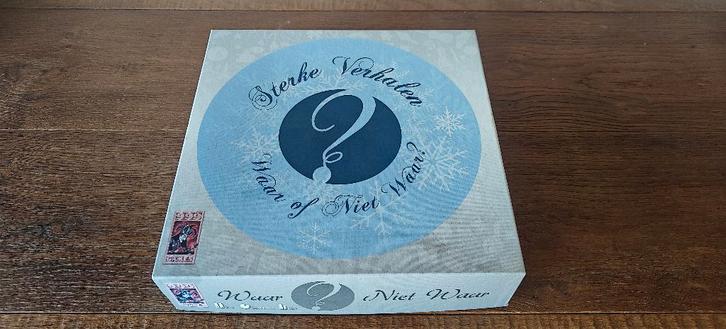 Sterke Verhalen
?
Waar of Niet Waar?
Waar ? Niet Waar